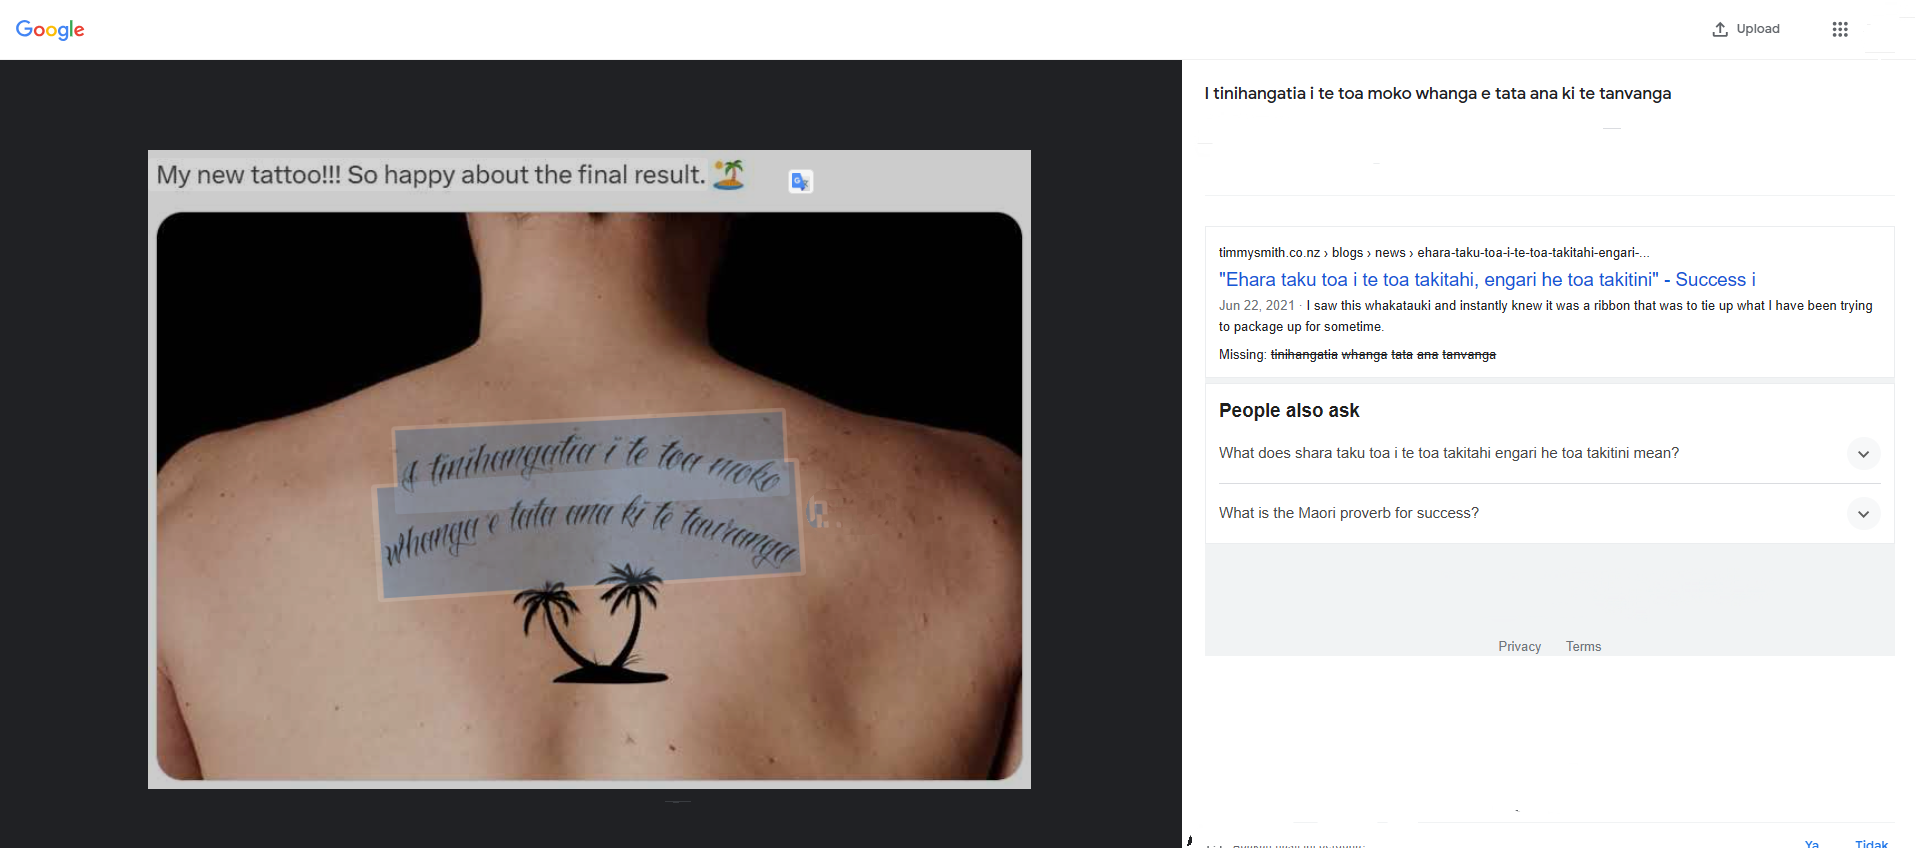 Google
Upload
My new tattoo!!! So happy about the final result. 🏝️
I tinihangatia i te toa moko
whanga e tata ana ki te tauranga
I tinihangatia i te toa moko whanga e tata ana ki te tanvanga
timmysmith.co.nz › blogs › news › ehara-taku-toa-i-te-toa-takitahi-engari-...
"Ehara taku toa i te toa takitahi, engari he toa takitini" - Success i
Jun 22, 2021 · I saw this whakatauki and instantly knew it was a ribbon that was to tie up what I have been trying
to package up for sometime.
Missing: tinihangatia whanga tata ana tanvanga
People also ask
What does shara taku toa i te toa takitahi engari he toa takitini mean?
What is the Maori proverb for success?
Privacy Terms
Ya Tidak